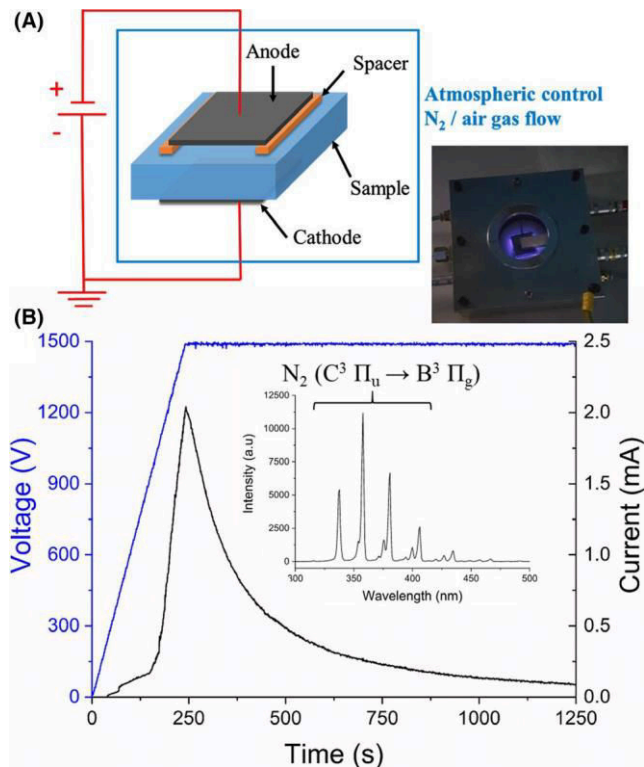 (A)
+
-
Anode
Spacer
Sample
Cathode
Atmospheric control
N₂ / air gas flow
(B)
1500
1200
900
600
300
0
Voltage (V)
0
250
500
750
1000
1250
Time (s)
2.5
2.0
1.5
1.0
0.5
0.0
Current (mA)
N₂ (C³ Πᵤ → B³ Π_g)
12500
10000
7500
5000
2500
0
Intensity (a.u)
300
350
400
450
500
Wavelength (nm)